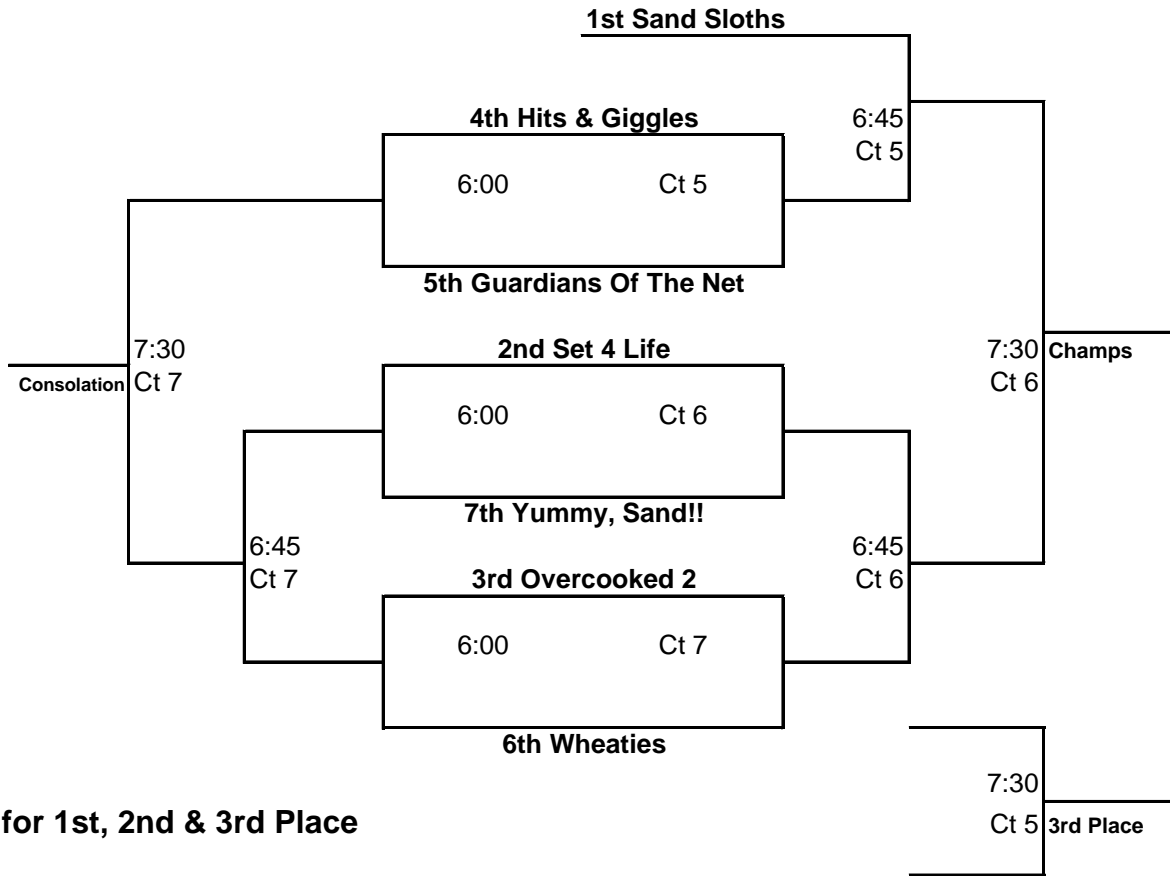 1st Sand Sloths
4th Hits & Giggles
6:45
Ct 5
6:00 Ct 5
5th Guardians Of The Net
7:30
Ct 7
Consolation
2nd Set 4 Life
7:30
Ct 6
Champs
6:00 Ct 6
7th Yummy, Sand!!
6:45
Ct 7
6:45
Ct 6
3rd Overcooked 2
6:00 Ct 7
6th Wheaties
7:30
Ct 5
3rd Place
for 1st, 2nd & 3rd Place